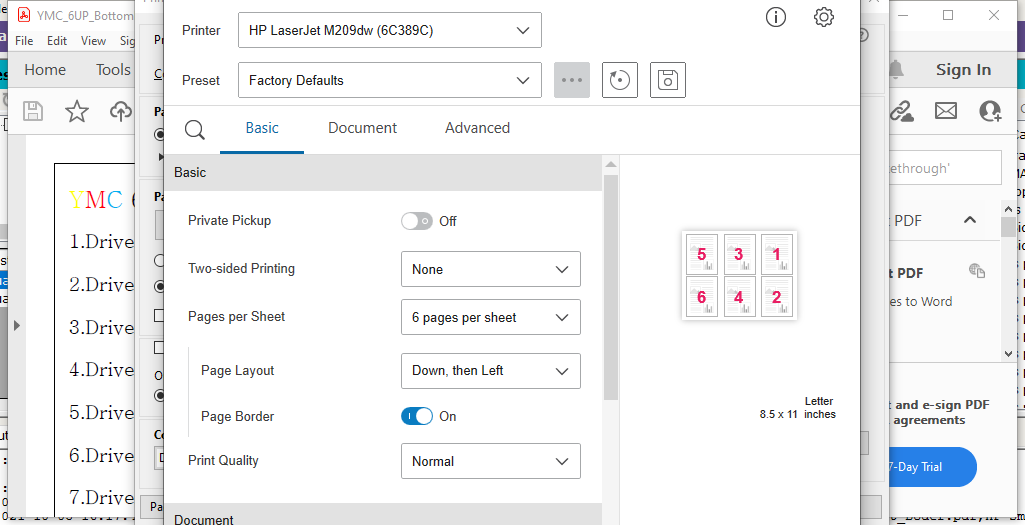 YMC_6UP_Bottom
File Edit View Sig
Home Tools
Sign In
Printer HP LaserJet M209dw (6C389C)
Preset Factory Defaults
Basic Document Advanced
Basic
Private Pickup Off
Two-sided Printing None
Pages per Sheet 6 pages per sheet
Page Layout Down, then Left
Page Border On
Print Quality Normal
Document
5 3 1
6 4 2
Letter
8.5 x 11 inches
YMC 6
1.Drive
2.Drive
3.Drive
4.Drive
5.Drive
6.Drive
7.Drive
Pa
ethrough'
PDF
t PDF
es to Word
t and e-sign PDF
agreements
7-Day Trial